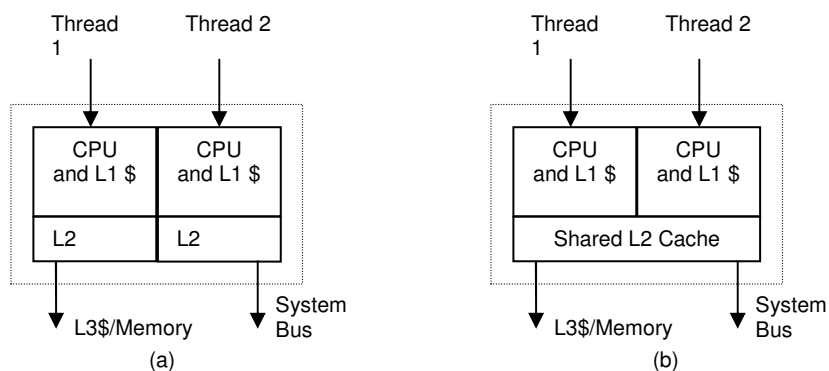 Thread
1
Thread 2
CPU
and L1 $
CPU
and L1 $
L2
L2
L3$/Memory
System
Bus
(a)
Thread
1
Thread 2
CPU
and L1 $
CPU
and L1 $
Shared L2 Cache
L3$/Memory
System
Bus
(b)